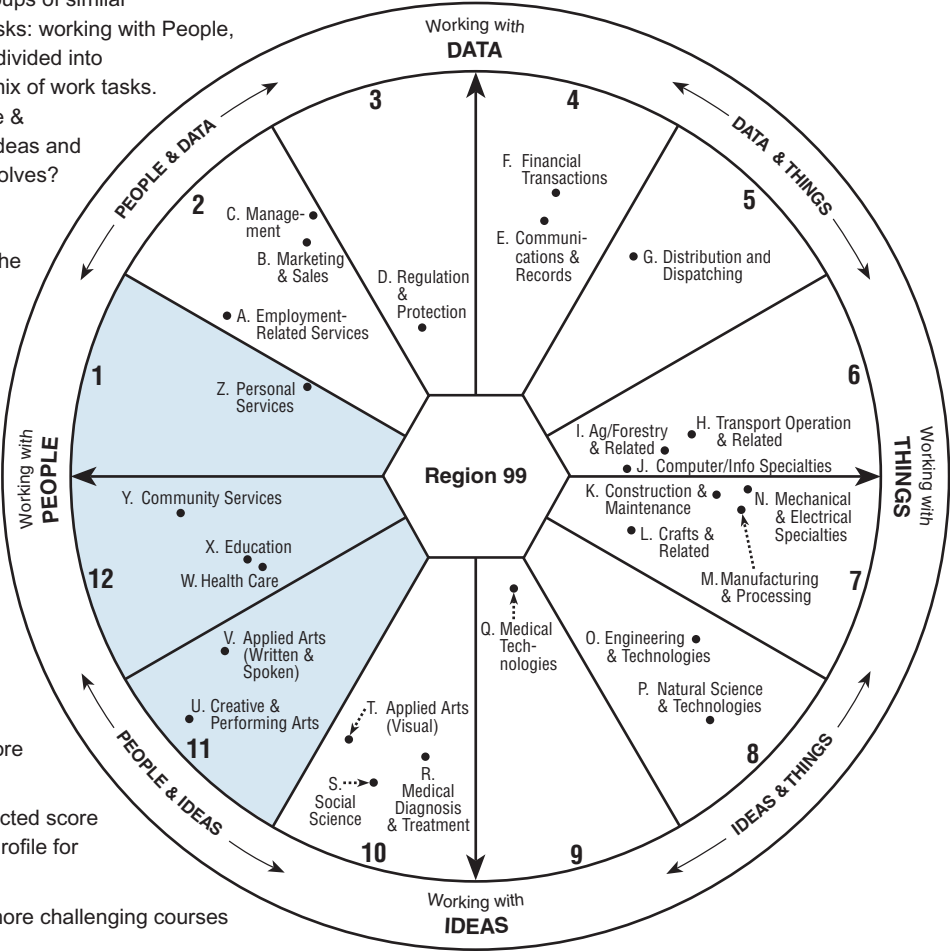 ups of similar
sks: working with People,
divided into
mix of work tasks.
e &
deas and
olves?
he
ore
cted score
rofile for
more challenging courses
Working with
DATA
PEOPLE & DATA
DATA & THINGS
3
4
2
5
1
6
12
7
11
8
10
9
F. Financial
Transactions
E. Communi-
cations &
Records
C. Manage-
ment
B. Marketing
& Sales
D. Regulation
&
Protection
G. Distribution and
Dispatching
A. Employment-
Related Services
Z. Personal
Services
H. Transport Operation
& Related
I. Ag/Forestry
& Related
J. Computer/Info Specialties
Working with
PEOPLE
Region 99
Working with
THINGS
Y. Community Services
X. Education
W. Health Care
K. Construction &
Maintenance
N. Mechanical
& Electrical
Specialties
L. Crafts &
Related
M. Manufacturing
& Processing
V. Applied Arts
(Written &
Spoken)
U. Creative &
Performing Arts
Q. Medical
Tech-
nologies
O. Engineering
& Technologies
P. Natural Science
& Technologies
T. Applied Arts
(Visual)
S.
Social
Science
R.
Medical
Diagnosis
& Treatment
PEOPLE & IDEAS
IDEAS & THINGS
Working with
IDEAS